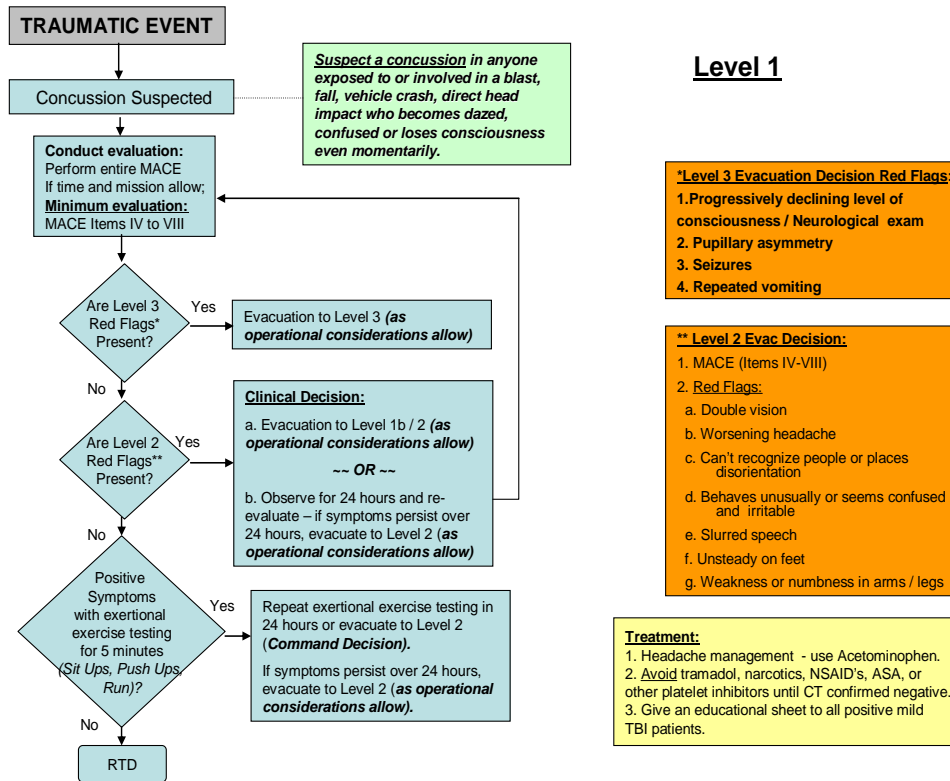 TRAUMATIC EVENT
Concussion Suspected
Suspect a concussion in anyone
exposed to or involved in a blast,
fall, vehicle crash, direct head
impact who becomes dazed,
confused or loses consciousness
even momentarily.
Level 1
Conduct evaluation:
Perform entire MACE
If time and mission allow;
Minimum evaluation:
MACE Items IV to VIII
*Level 3 Evacuation Decision Red Flags:
1.Progressively declining level of
consciousness / Neurological exam
2. Pupillary asymmetry
3. Seizures
4. Repeated vomiting
Are Level 3
Red Flags*
Present?
Yes
Evacuation to Level 3 (as
operational considerations allow)
No
Are Level 2
Red Flags**
Present?
Yes
Clinical Decision:
a. Evacuation to Level 1b / 2 (as
operational considerations allow)
~~ OR ~~
b. Observe for 24 hours and re-
evaluate – if symptoms persist over
24 hours, evacuate to Level 2 (as
operational considerations allow)
** Level 2 Evac Decision:
1. MACE (Items IV-VIII)
2. Red Flags:
a. Double vision
b. Worsening headache
c. Can't recognize people or places
disorientation
d. Behaves unusually or seems confused
and irritable
e. Slurred speech
f. Unsteady on feet
g. Weakness or numbness in arms / legs
No
Positive
Symptoms
with exertional
exercise testing
for 5 minutes
(Sit Ups, Push Ups,
Run)?
Yes
Repeat exertional exercise testing in
24 hours or evacuate to Level 2
(Command Decision).
If symptoms persist over 24 hours,
evacuate to Level 2 (as operational
considerations allow).
No
RTD
Treatment:
1. Headache management - use Acetominophen.
2. Avoid tramadol, narcotics, NSAID's, ASA, or
other platelet inhibitors until CT confirmed negative.
3. Give an educational sheet to all positive mild
TBI patients.